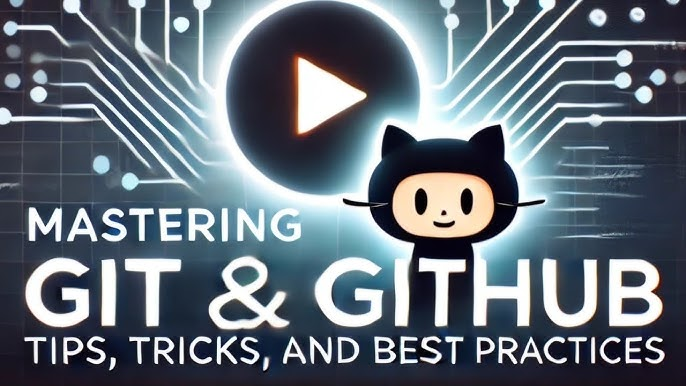 MASTERING
GIT & GITHUB
TIPS, TRICKS, AND BEST PRACTICES